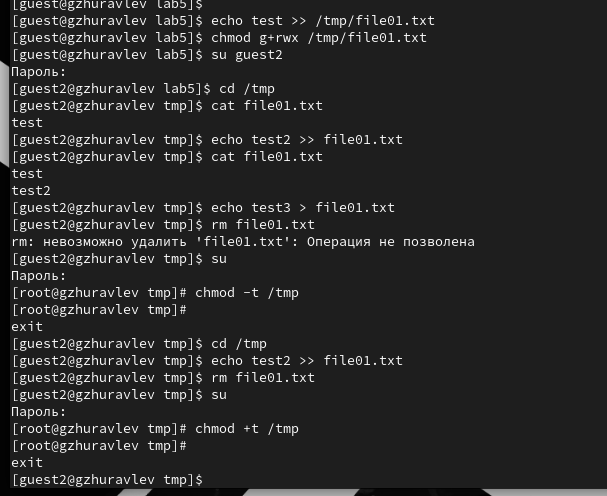 [guest@gzhuravlev lab5]$
[guest@gzhuravlev lab5]$ echo test >> /tmp/file01.txt
[guest@gzhuravlev lab5]$ chmod g+rwx /tmp/file01.txt
[guest@gzhuravlev lab5]$ su guest2
Пароль:
[guest2@gzhuravlev lab5]$ cd /tmp
[guest2@gzhuravlev tmp]$ cat file01.txt
test
[guest2@gzhuravlev tmp]$ echo test2 >> file01.txt
[guest2@gzhuravlev tmp]$ cat file01.txt
test
test2
[guest2@gzhuravlev tmp]$ echo test3 > file01.txt
[guest2@gzhuravlev tmp]$ rm file01.txt
rm: невозможно удалить 'file01.txt': Операция не позволена
[guest2@gzhuravlev tmp]$ su
Пароль:
[root@gzhuravlev tmp]# chmod -t /tmp
[root@gzhuravlev tmp]#
exit
[guest2@gzhuravlev tmp]$ cd /tmp
[guest2@gzhuravlev tmp]$ echo test2 >> file01.txt
[guest2@gzhuravlev tmp]$ rm file01.txt
[guest2@gzhuravlev tmp]$ su
Пароль:
[root@gzhuravlev tmp]# chmod +t /tmp
[root@gzhuravlev tmp]#
exit
[guest2@gzhuravlev tmp]$